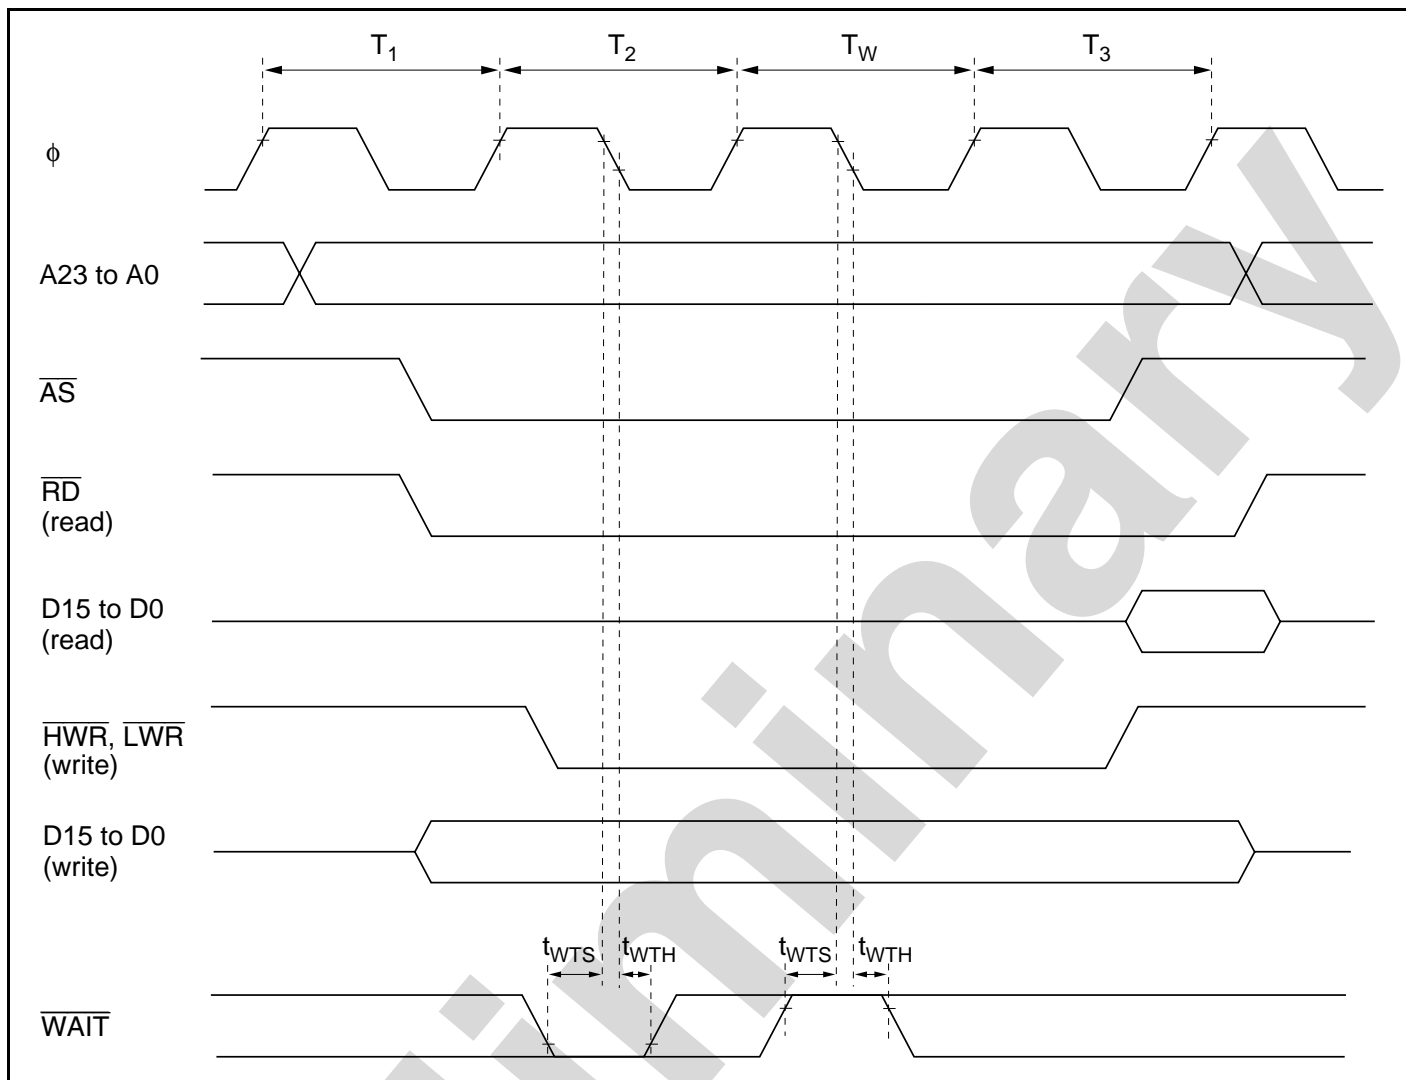 T1 T2 TW T3
ϕ
A23 to A0
AS
RD
(read)
D15 to D0
(read)
HWR, LWR
(write)
D15 to D0
(write)
tWTS tWTH tWTS tWTH
WAIT
iminary